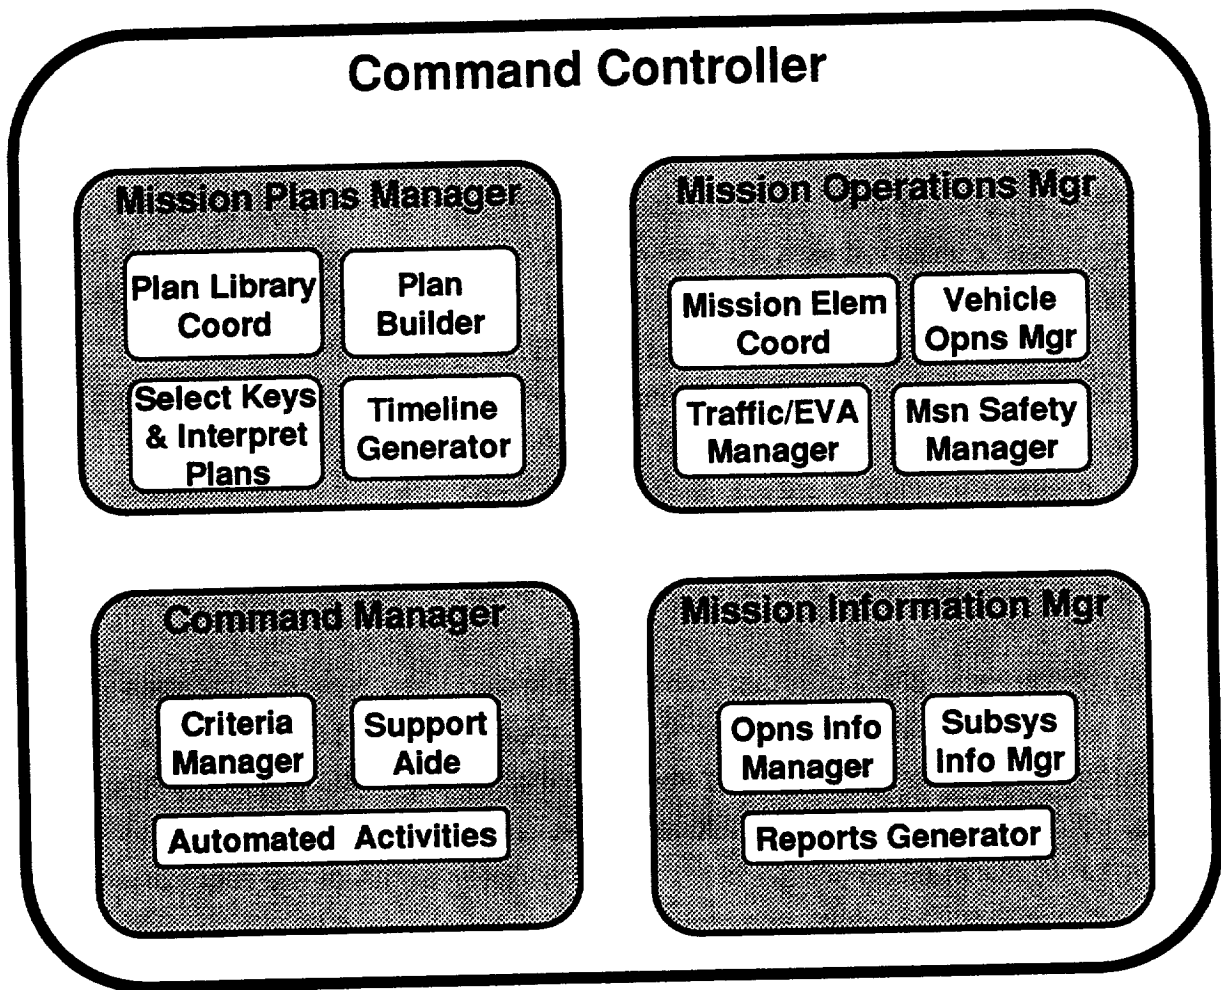 Command Controller
Mission Plans Manager
Plan Library
Coord
Plan
Builder
Select Keys
& Interpret
Plans
Timeline
Generator
Mission Operations Mgr
Mission Elem
Coord
Vehicle
Opns Mgr
Traffic/EVA
Manager
Msn Safety
Manager
Command Manager
Criteria
Manager
Support
Aide
Automated Activities
Mission Information Mgr
Opns Info
Manager
Subsys
Info Mgr
Reports Generator